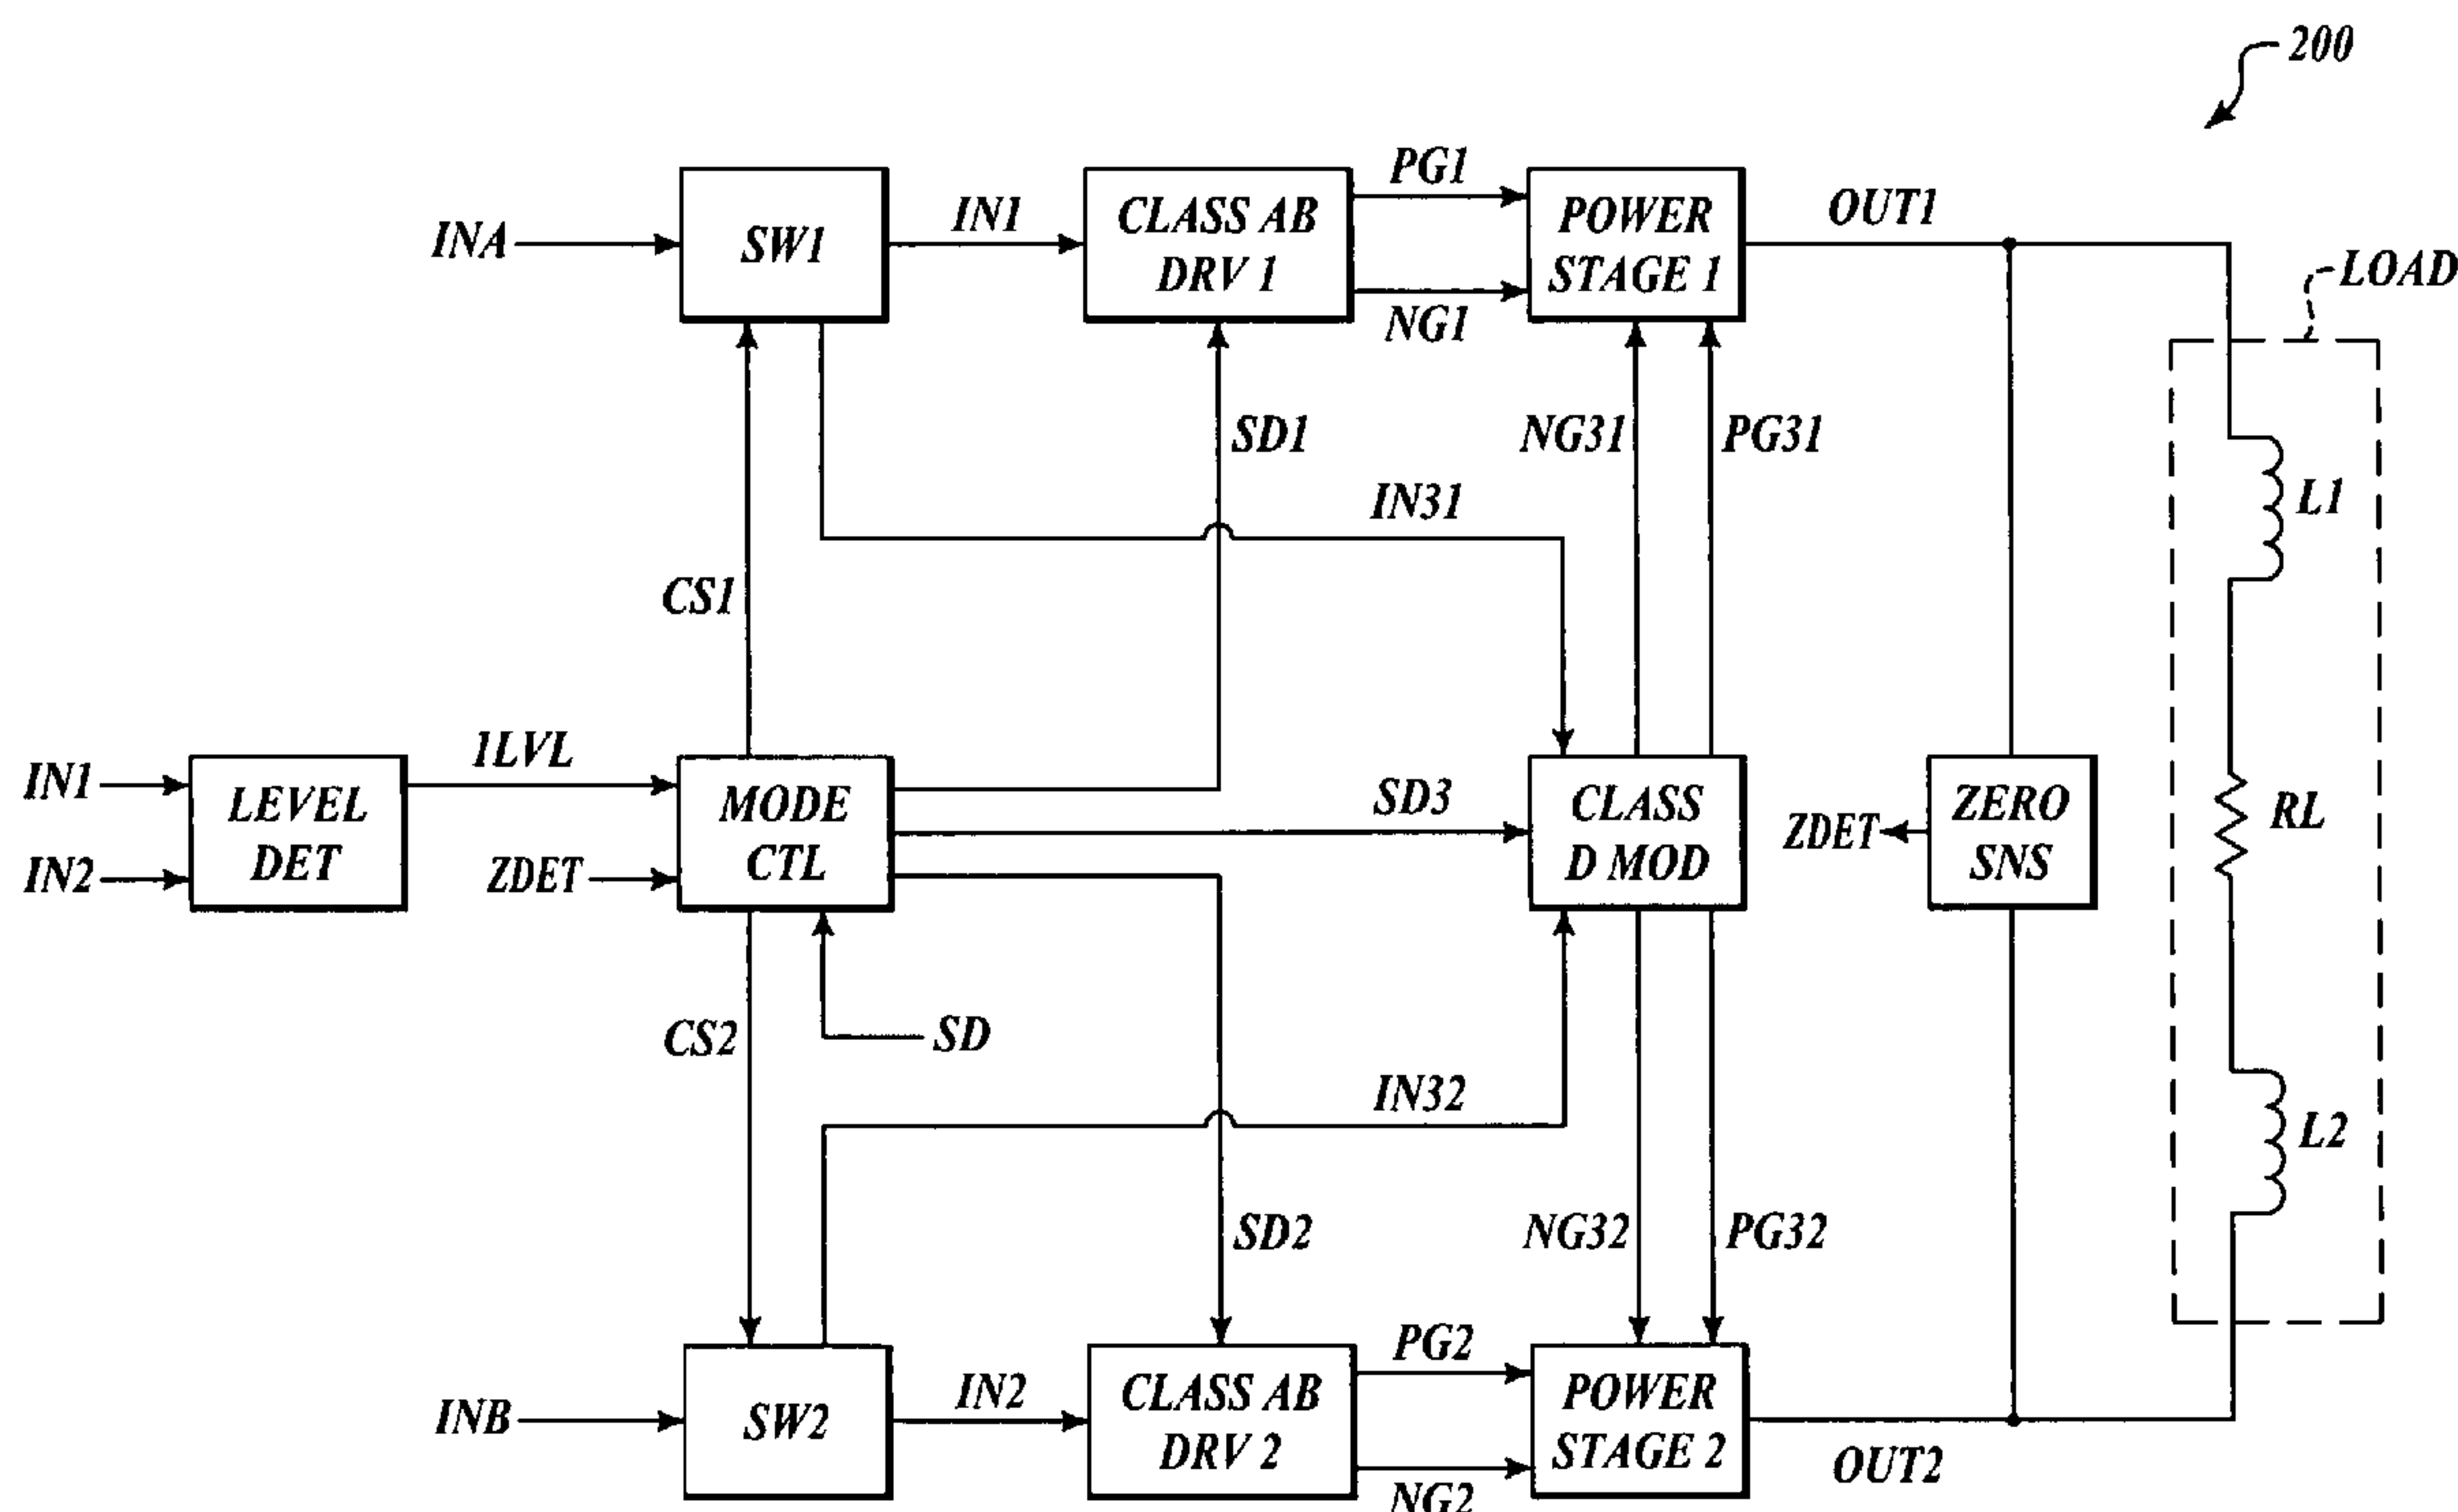 200
PG1
INA
SW1
IN1
CLASS AB
DRV 1
POWER
STAGE 1
OUT1
NG1
LOAD
SD1
NG31
PG31
IN31
L1
CS1
IN1
ILVL
LEVEL
DET
MODE
CTL
SD3
CLASS
D MOD
ZDET
ZERO
SNS
RL
IN2
ZDET
CS2
SD
IN32
L2
SD2
NG32
PG32
PG2
INB
SW2
IN2
CLASS AB
DRV 2
POWER
STAGE 2
OUT2
NG2